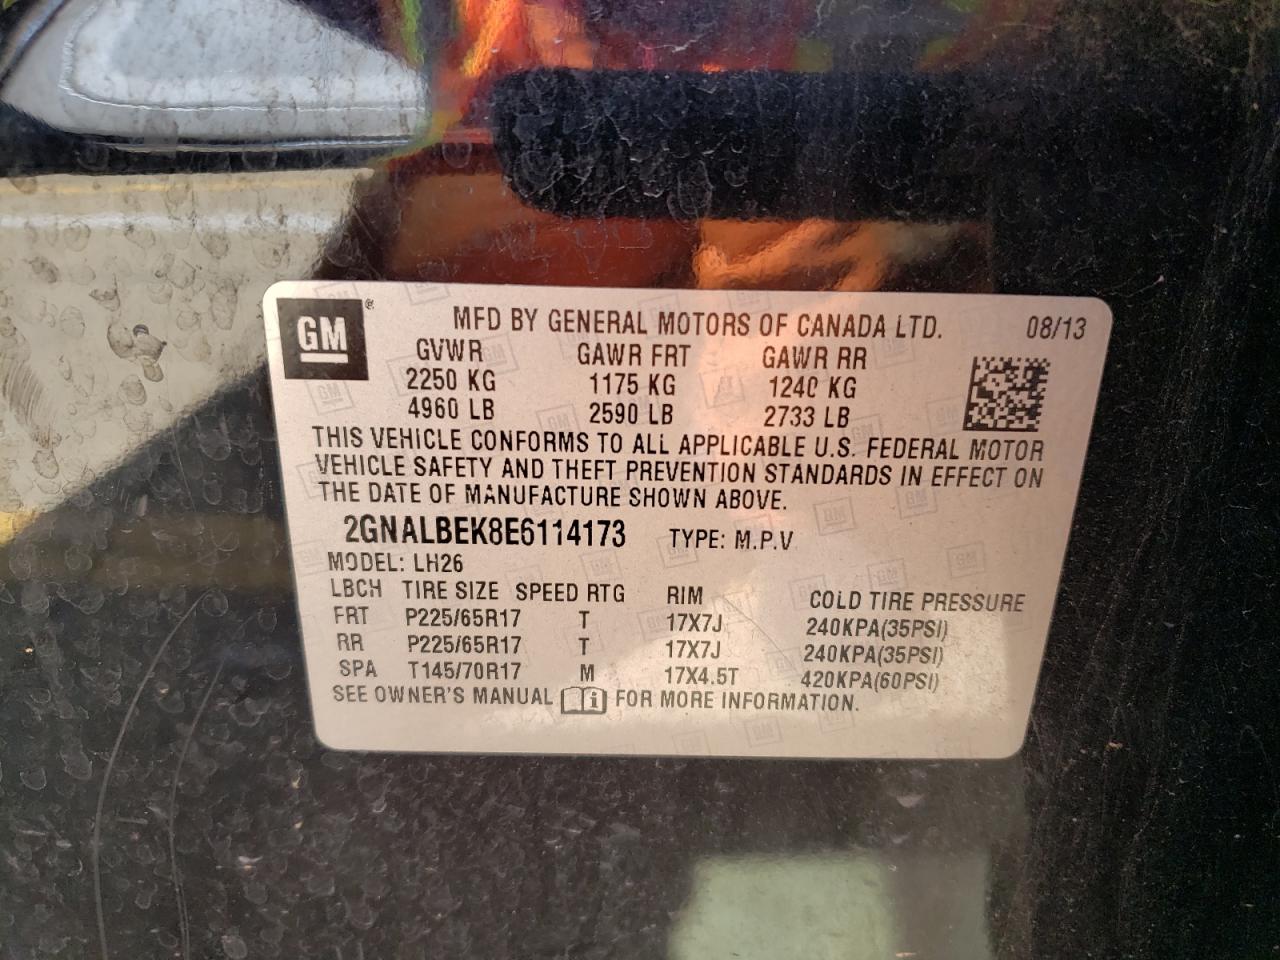 GM ®
MFD BY GENERAL MOTORS OF CANADA LTD. 08/13
GVWR GAWR FRT GAWR RR
2250 KG 1175 KG 1240 KG
4960 LB 2590 LB 2733 LB
THIS VEHICLE CONFORMS TO ALL APPLICABLE U.S. FEDERAL MOTOR
VEHICLE SAFETY AND THEFT PREVENTION STANDARDS IN EFFECT ON
THE DATE OF MANUFACTURE SHOWN ABOVE.
2GNALBEK8E6114173 TYPE: M.P.V
MODEL: LH26
LBCH TIRE SIZE SPEED RTG RIM COLD TIRE PRESSURE
FRT P225/65R17 T 17X7J 240KPA(35PSI)
RR P225/65R17 T 17X7J 240KPA(35PSI)
SPA T145/70R17 M 17X4.5T 420KPA(60PSI)
SEE OWNER'S MANUAL i FOR MORE INFORMATION.